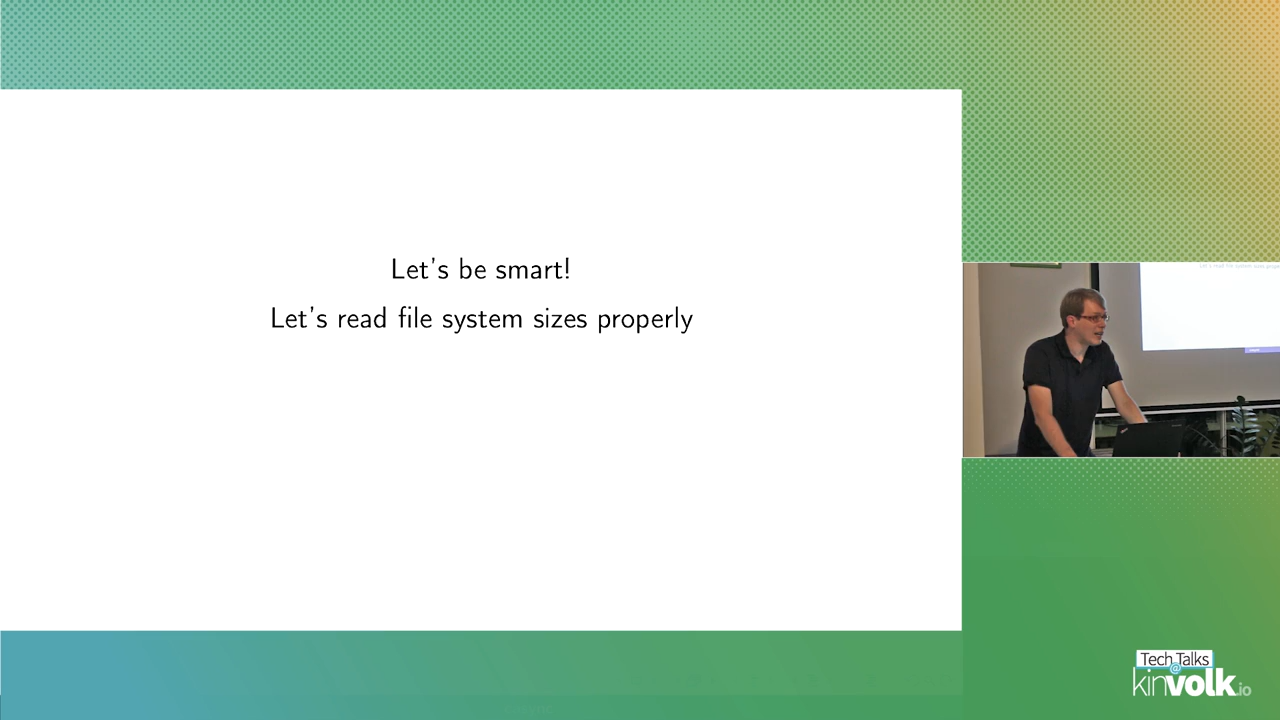 Let's be smart!
Let's read file system sizes properly
Tech Talks
@
kinvolk.io